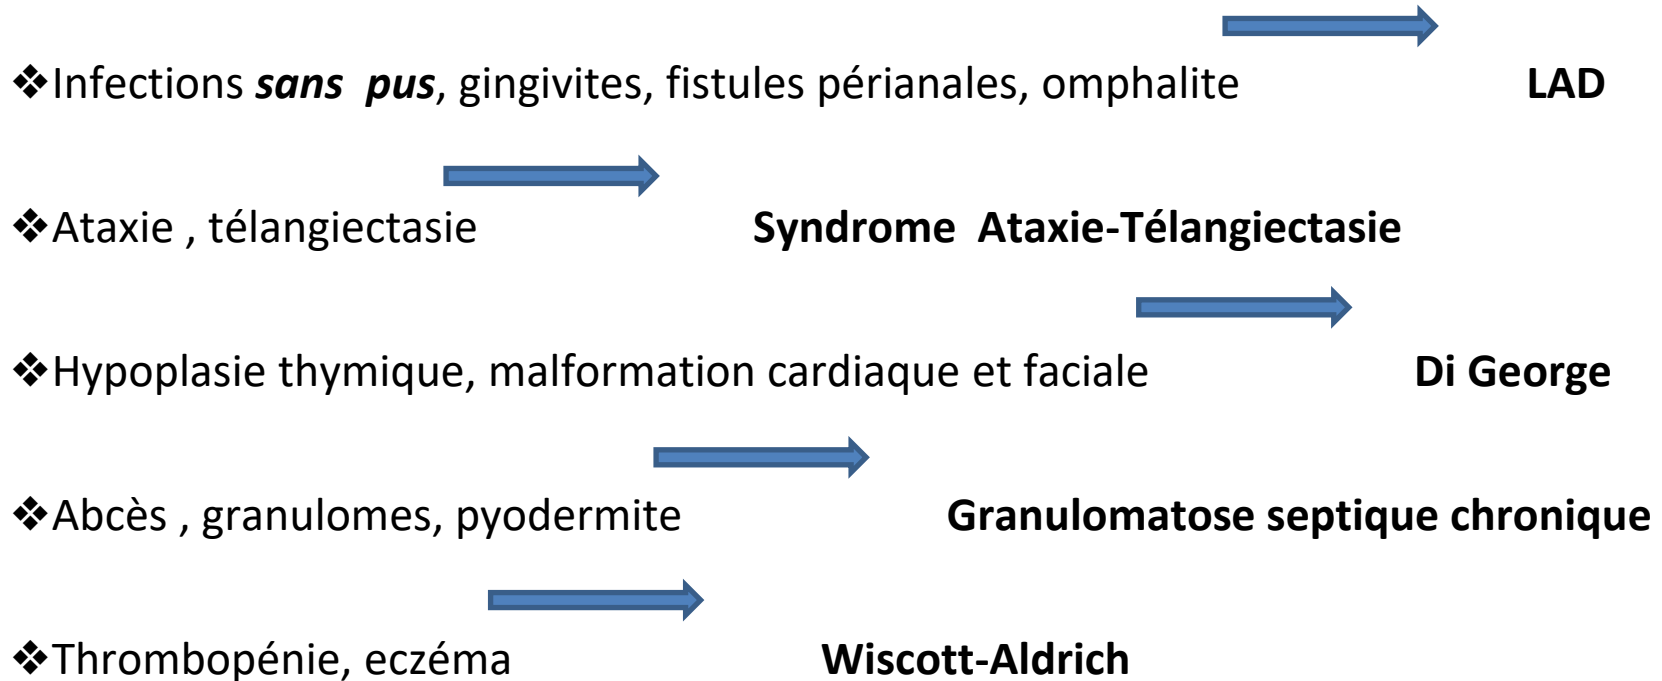 ❖Infections sans pus, gingivites, fistules périanales, omphalite LAD
❖Ataxie , télangiectasie Syndrome Ataxie-Télangiectasie
❖Hypoplasie thymique, malformation cardiaque et faciale Di George
❖Abcès , granulomes, pyodermite Granulomatose septique chronique
❖Thrombopénie, eczéma Wiscott-Aldrich